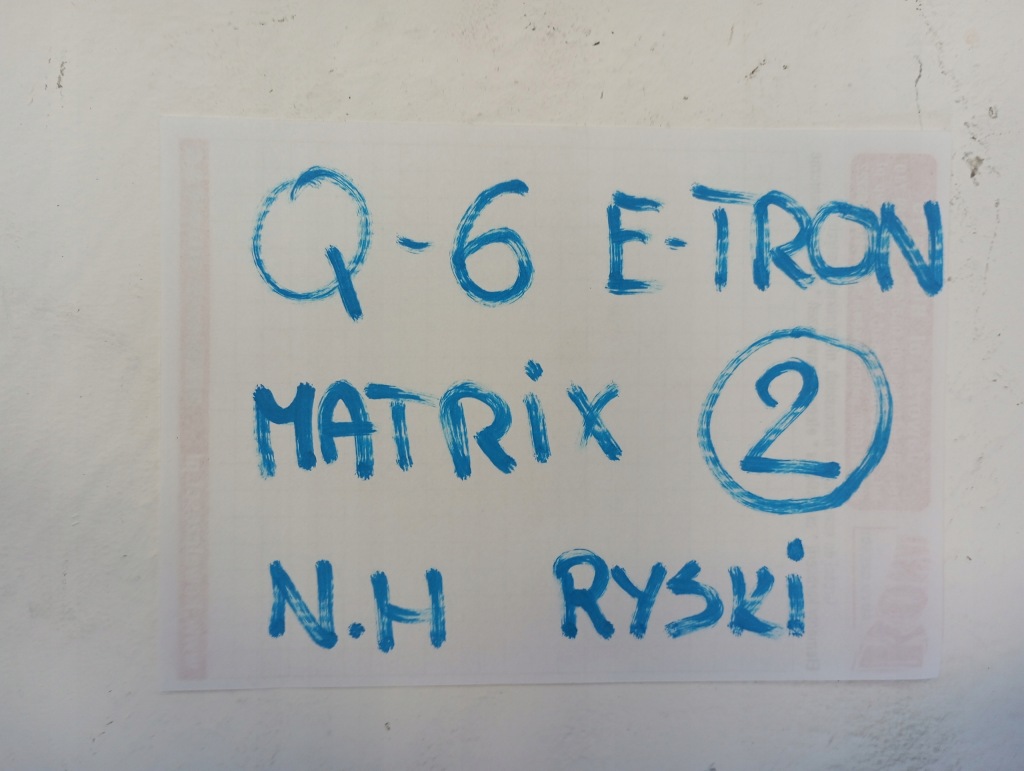 Q-6 E-TRON
MATRiX 2
N.H RYSKi